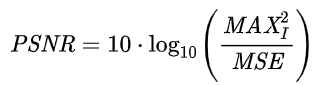 PSNR = 10 · log₁₀ ( MAX_I² / MSE )